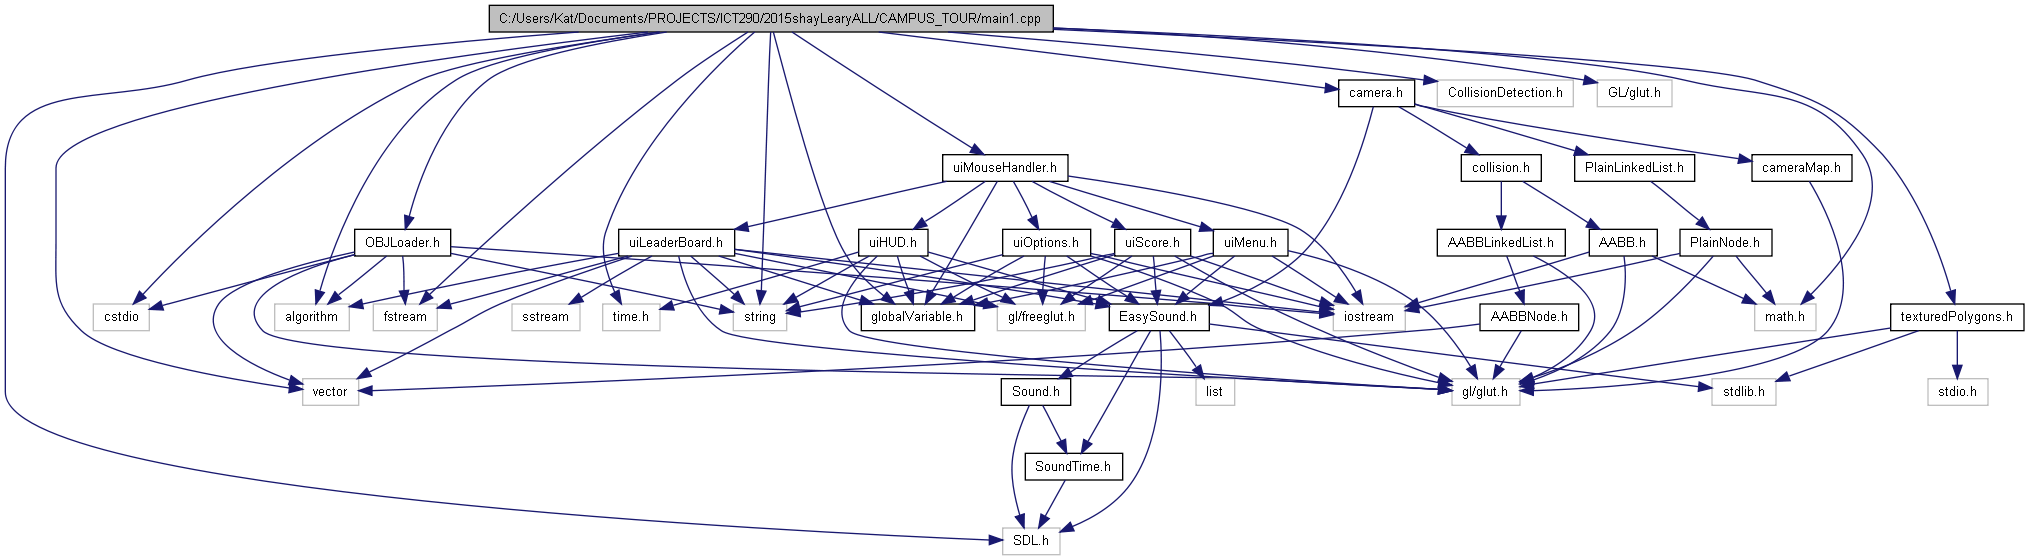 C:/Users/Kat/Documents/PROJECTS/ICT290/2015shayLearyALL/CAMPUS_TOUR/main1.cpp
camera.h
CollisionDetection.h
GL/glut.h
uiMouseHandler.h
collision.h
PlainLinkedList.h
cameraMap.h
OBJLoader.h
uiLeaderBoard.h
uiHUD.h
uiOptions.h
uiScore.h
uiMenu.h
AABBLinkedList.h
AABB.h
PlainNode.h
cstdio
algorithm
fstream
sstream
time.h
string
globalVariable.h
gl/freeglut.h
EasySound.h
iostream
AABBNode.h
math.h
texturedPolygons.h
vector
Sound.h
list
gl/glut.h
stdlib.h
stdio.h
SoundTime.h
SDL.h